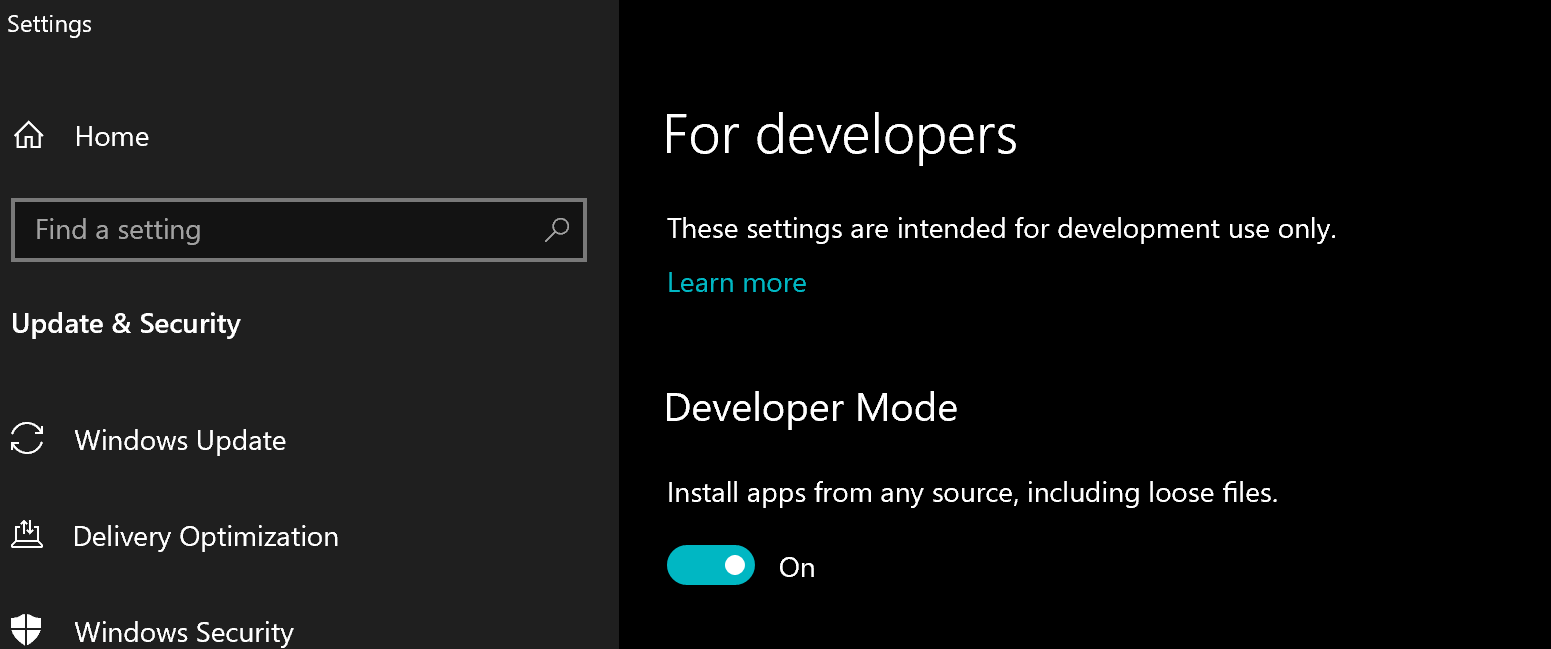 Settings
Home
Find a setting
Update & Security
Windows Update
Delivery Optimization
Windows Security
For developers
These settings are intended for development use only.
Learn more
Developer Mode
Install apps from any source, including loose files.
On